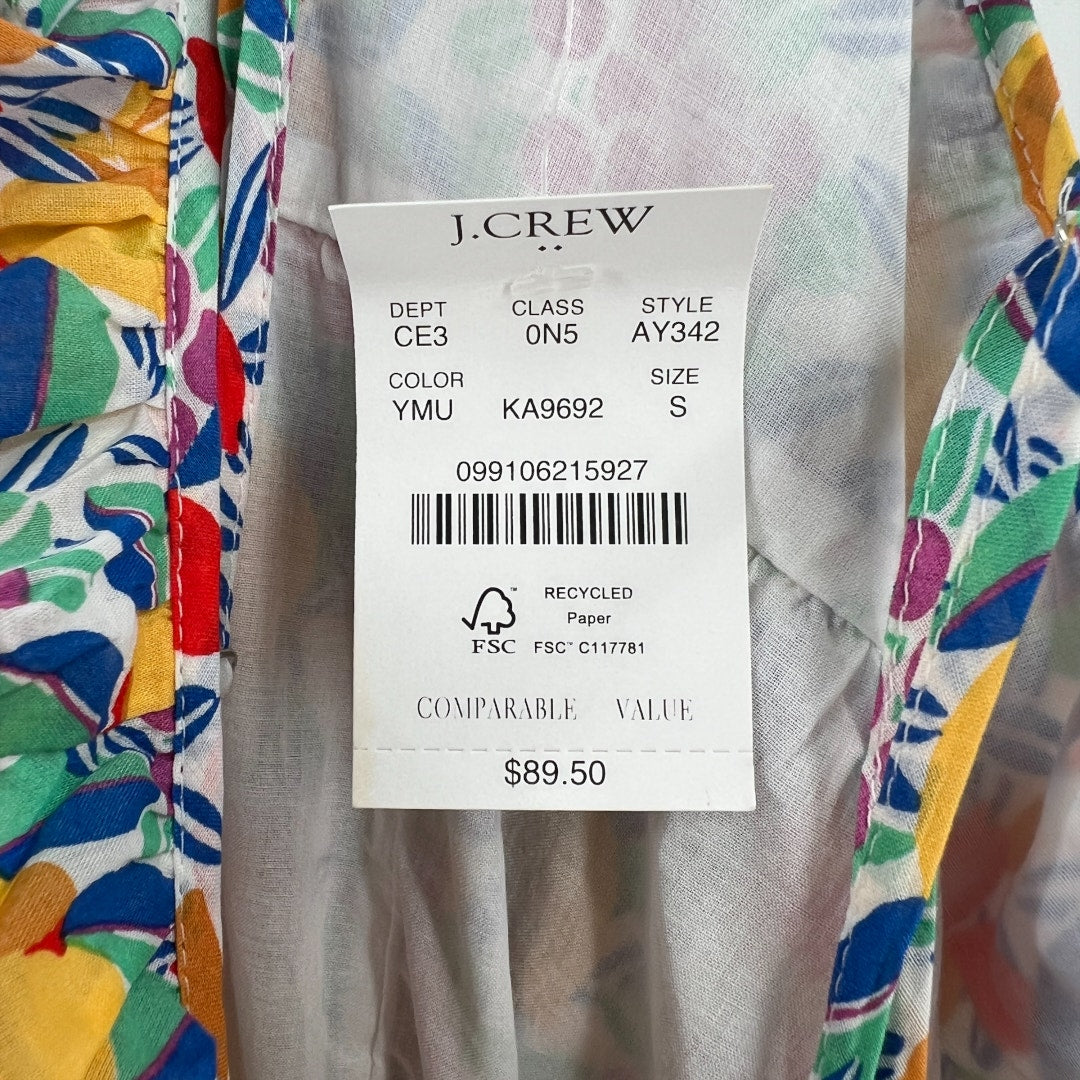 J.CREW
DEPT CLASS STYLE
CE3 0N5 AY342
COLOR SIZE
YMU KA9692 S
099106215927
RECYCLED
Paper
FSC™ FSC™ C117781
COMPARABLE VALUE
$89.50